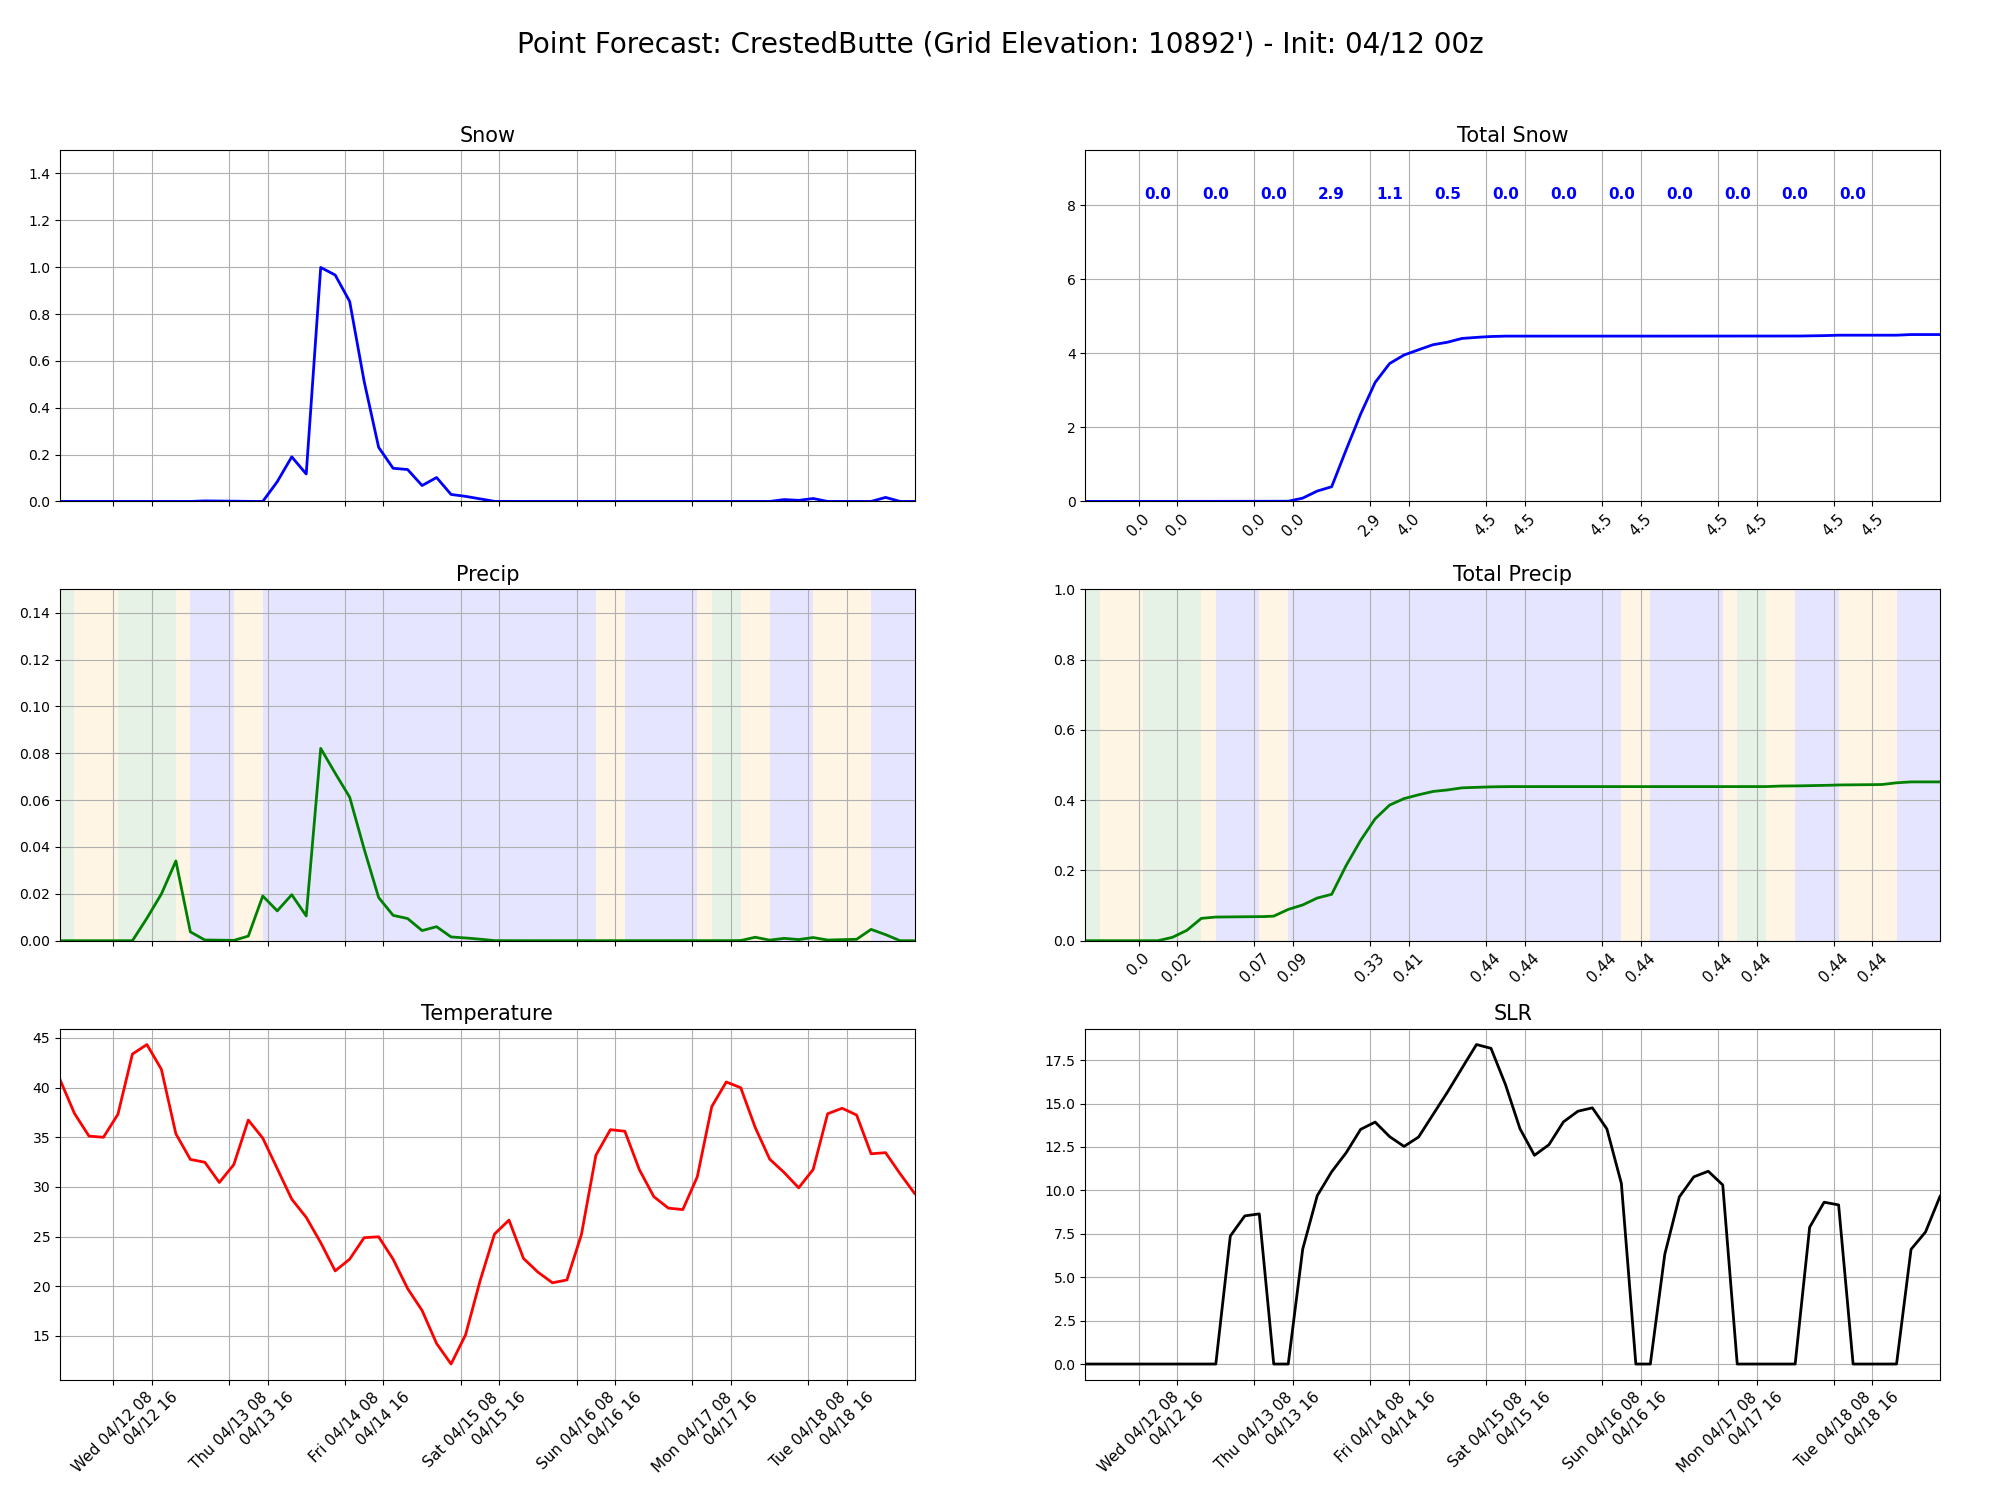 Point Forecast: CrestedButte (Grid Elevation: 10892') - Init: 04/12 00z
Snow
1.4
1.2
1.0
0.8
0.6
0.4
0.2
0.0
Total Snow
0.0 0.0 0.0 2.9 1.1 0.5 0.0 0.0 0.0 0.0 0.0 0.0 0.0
8
6
4
2
0
0.0 0.0 0.0 0.0 2.9 4.0 4.5 4.5 4.5 4.5 4.5 4.5 4.5 4.5
Precip
0.14
0.12
0.10
0.08
0.06
0.04
0.02
0.00
Total Precip
1.0
0.8
0.6
0.4
0.2
0.0
0.0 0.02 0.07 0.09 0.33 0.41 0.44 0.44 0.44 0.44 0.44 0.44 0.44 0.44
Temperature
45
40
35
30
25
20
15
Wed 04/12 08
04/12 16
Thu 04/13 08
04/13 16
Fri 04/14 08
04/14 16
Sat 04/15 08
04/15 16
Sun 04/16 08
04/16 16
Mon 04/17 08
04/17 16
Tue 04/18 08
04/18 16
SLR
17.5
15.0
12.5
10.0
7.5
5.0
2.5
0.0
Wed 04/12 08
04/12 16
Thu 04/13 08
04/13 16
Fri 04/14 08
04/14 16
Sat 04/15 08
04/15 16
Sun 04/16 08
04/16 16
Mon 04/17 08
04/17 16
Tue 04/18 08
04/18 16